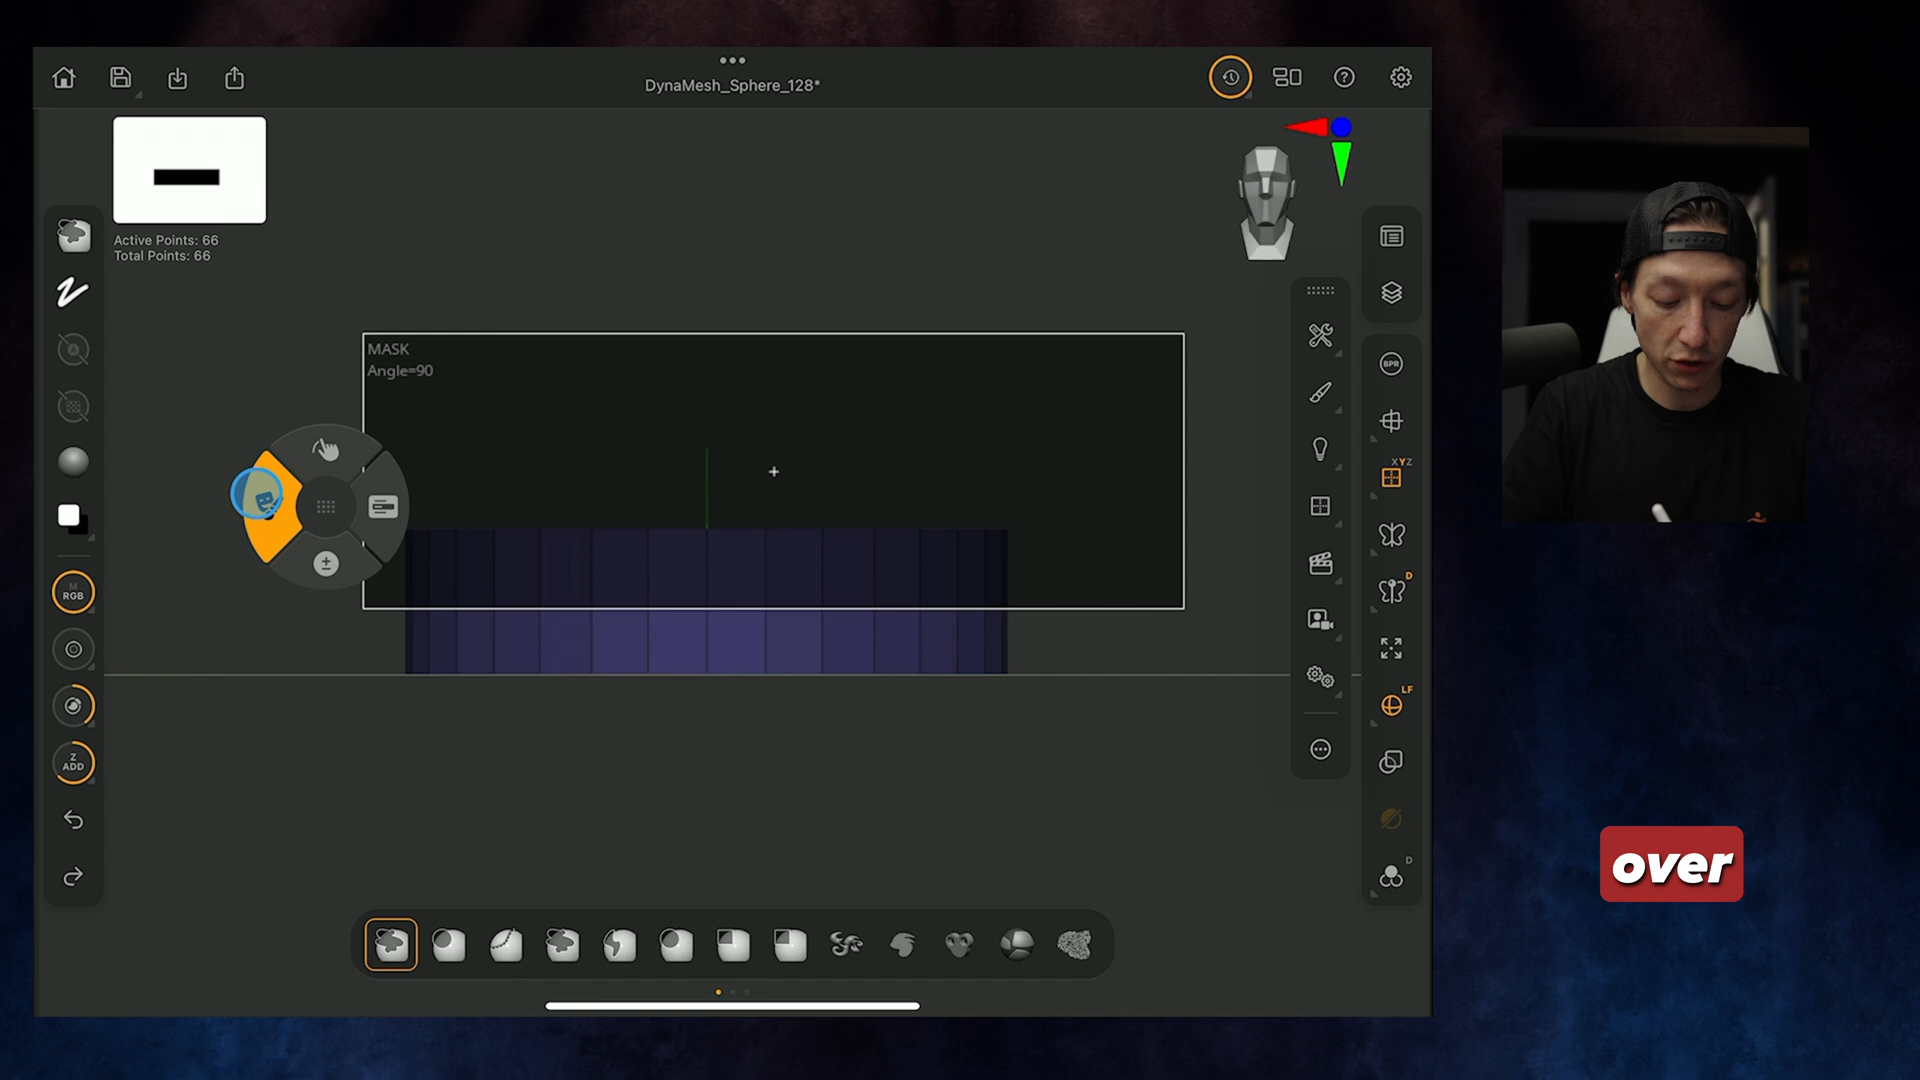 DynaMesh_Sphere_128*
Active Points: 66
Total Points: 66
MASK
Angle=90
M
RGB
Z
ADD
BPR
XYZ
D
LF
D
over